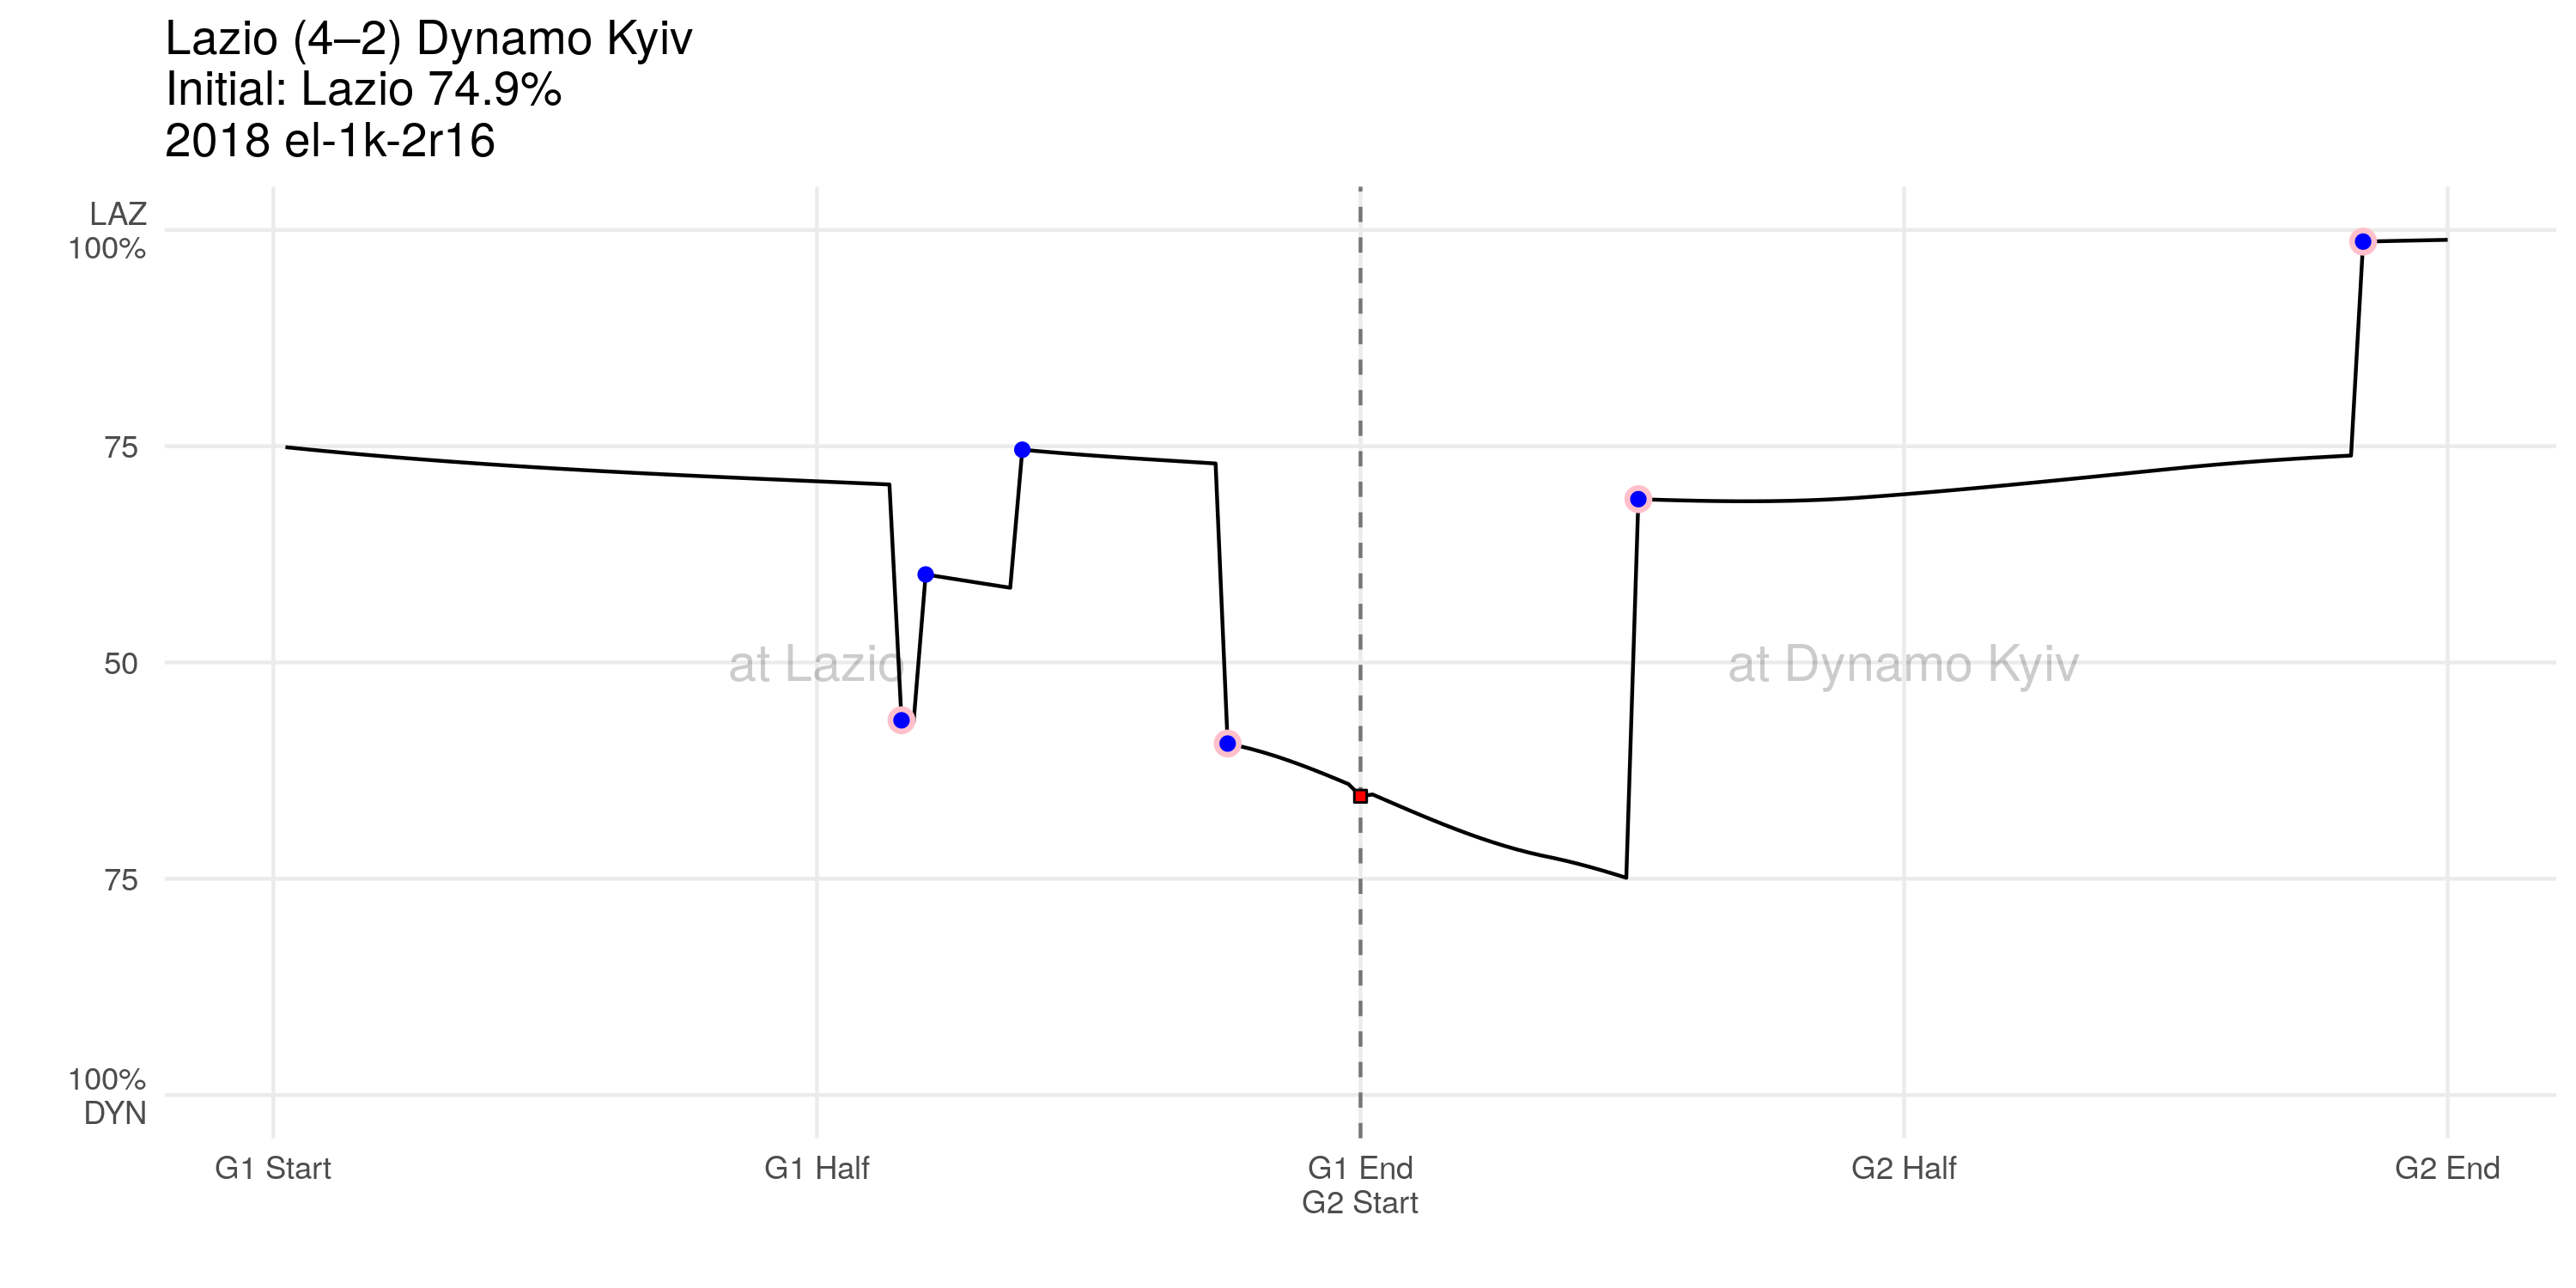 Lazio (4–2) Dynamo Kyiv
Initial: Lazio 74.9%
2018 el-1k-2r16
LAZ
100%
75
50
75
100%
DYN
at Lazio
at Dynamo Kyiv
G1 Start
G1 Half
G1 End
G2 Start
G2 Half
G2 End